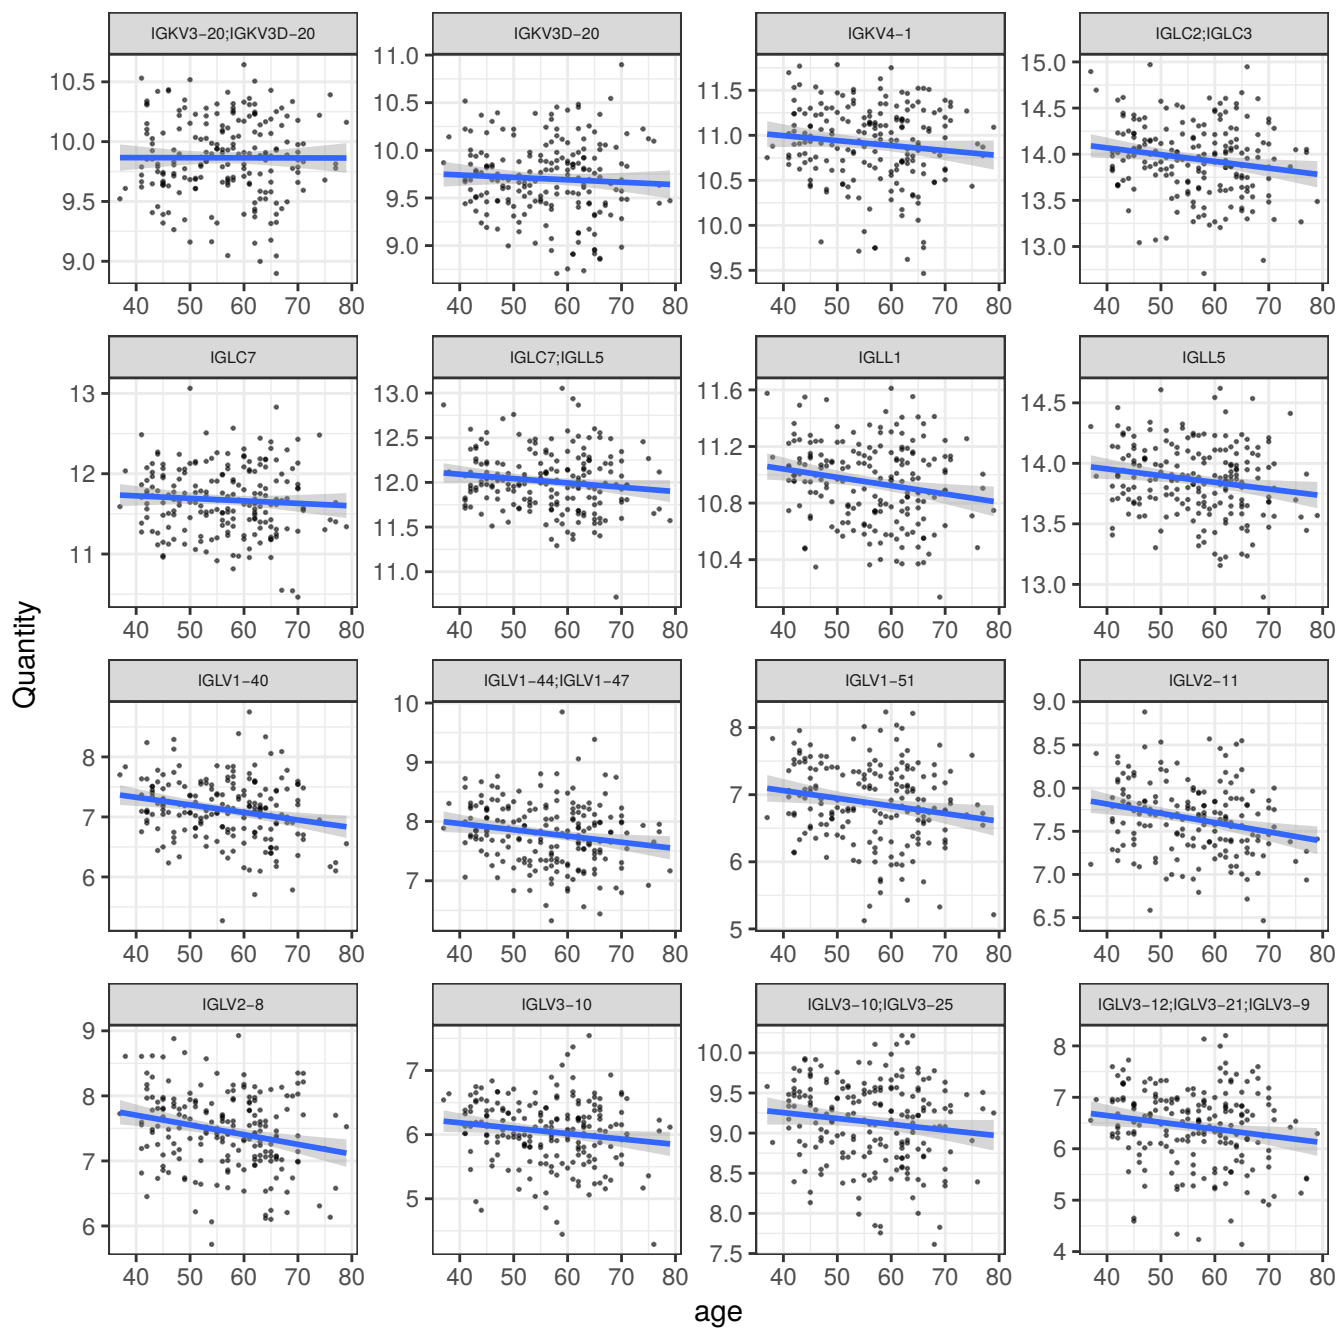 IGKV3−20;IGKV3D−20
IGKV3D−20
IGKV4−1
IGLC2;IGLC3
10.5
10.0
9.5
9.0
11.0
10.5
10.0
9.5
9.0
11.5
11.0
10.5
10.0
9.5
15.0
14.5
14.0
13.5
13.0
40 50 60 70 80
40 50 60 70 80
40 50 60 70 80
40 50 60 70 80
IGLC7
IGLC7;IGLL5
IGLL1
IGLL5
13
12
11
13.0
12.5
12.0
11.5
11.0
11.6
11.2
10.8
10.4
14.5
14.0
13.5
13.0
40 50 60 70 80
40 50 60 70 80
40 50 60 70 80
40 50 60 70 80
Quantity
IGLV1−40
IGLV1−44;IGLV1−47
IGLV1−51
IGLV2−11
8
7
6
10
9
8
7
8
7
6
5
9.0
8.5
8.0
7.5
7.0
6.5
40 50 60 70 80
40 50 60 70 80
40 50 60 70 80
40 50 60 70 80
IGLV2−8
IGLV3−10
IGLV3−10;IGLV3−25
IGLV3−12;IGLV3−21;IGLV3−9
9
8
7
6
7
6
5
10.0
9.5
9.0
8.5
8.0
7.5
8
7
6
5
4
40 50 60 70 80
40 50 60 70 80
40 50 60 70 80
40 50 60 70 80
age